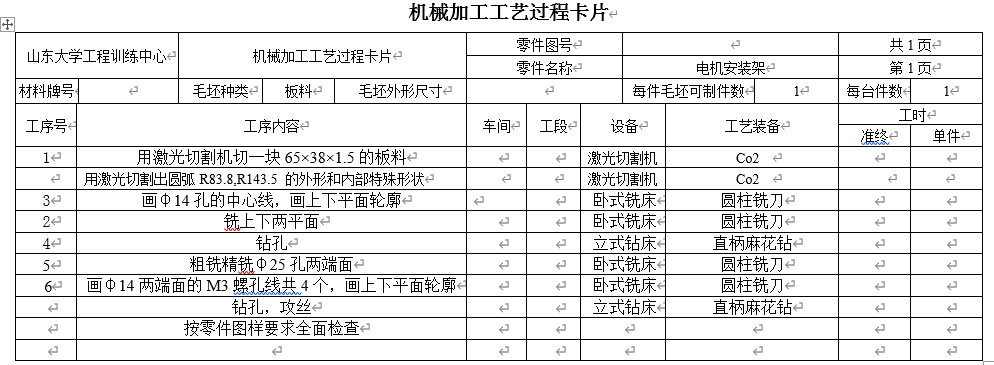 机械加工工艺过程卡片
山东大学工程训练中心 机械加工工艺过程卡片 零件图号 共 1 页
零件名称 电机安装架 第 1 页
材料牌号 毛坯种类 板料 毛坯外形尺寸 每件毛坯可制件数 1 每台件数 1
工序号 工序内容 车间 工段 设备 工艺装备 工时
准终 单件
1 用激光切割机切一块 65×38×1.5 的板料 激光切割机 Co2
用激光切割出圆弧 R83.8,R143.5 的外形和内部特殊形状 激光切割机 Co2
3 画Φ14 孔的中心线，画上下平面轮廓 卧式铣床 圆柱铣刀
2 铣上下两平面 卧式铣床 圆柱铣刀
4 钻孔 立式钻床 直柄麻花钻
5 粗铣精铣Φ25 孔两端面 卧式铣床 圆柱铣刀
6 画Φ14 两端面的 M3 螺孔线共 4 个，画上下平面轮廓 卧式铣床 圆柱铣刀
钻孔，攻丝 立式钻床 直柄麻花钻
按零件图样要求全面检查